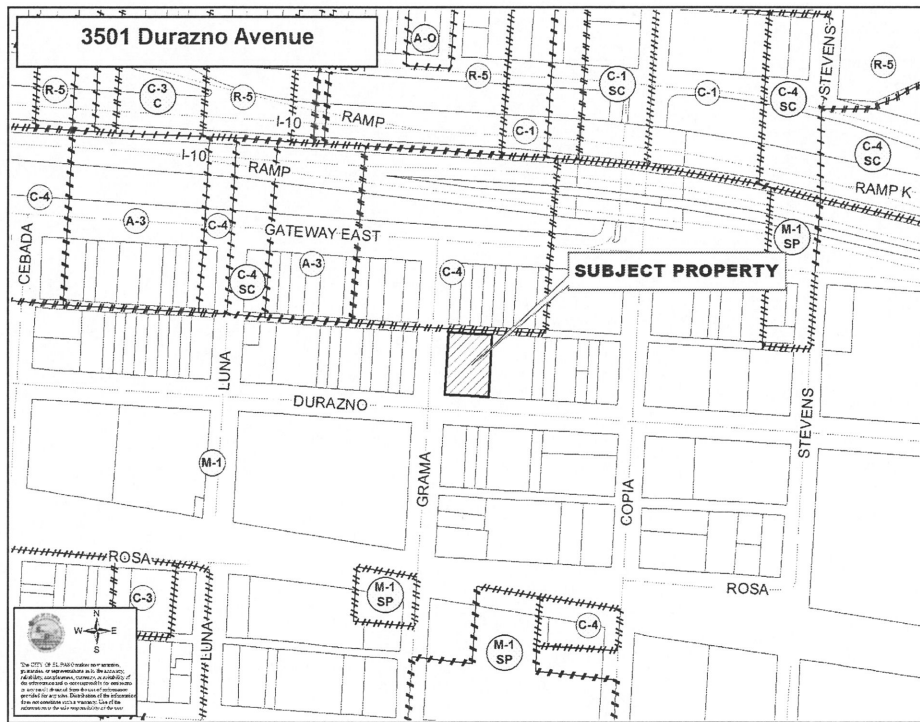 3501 Durazno Avenue
A-O
STEVENS
R-5
C-3
C
R-5
R-5
C-1
SC
C-1
C-4
SC
R-5
I-10
RAMP
C-1
C-4
SC
I-10
RAMP
RAMP K
C-4
A-3
C-4
GATEWAY EAST
M-1
SP
CEBADA
C-4
SC
A-3
C-4
SUBJECT PROPERTY
LUNA
DURAZNO
STEVENS
M-1
GRAMA
COPIA
ROSA
ROSA
C-3
M-1
SP
C-4
M-1
SP
LUNA
N
W E
S